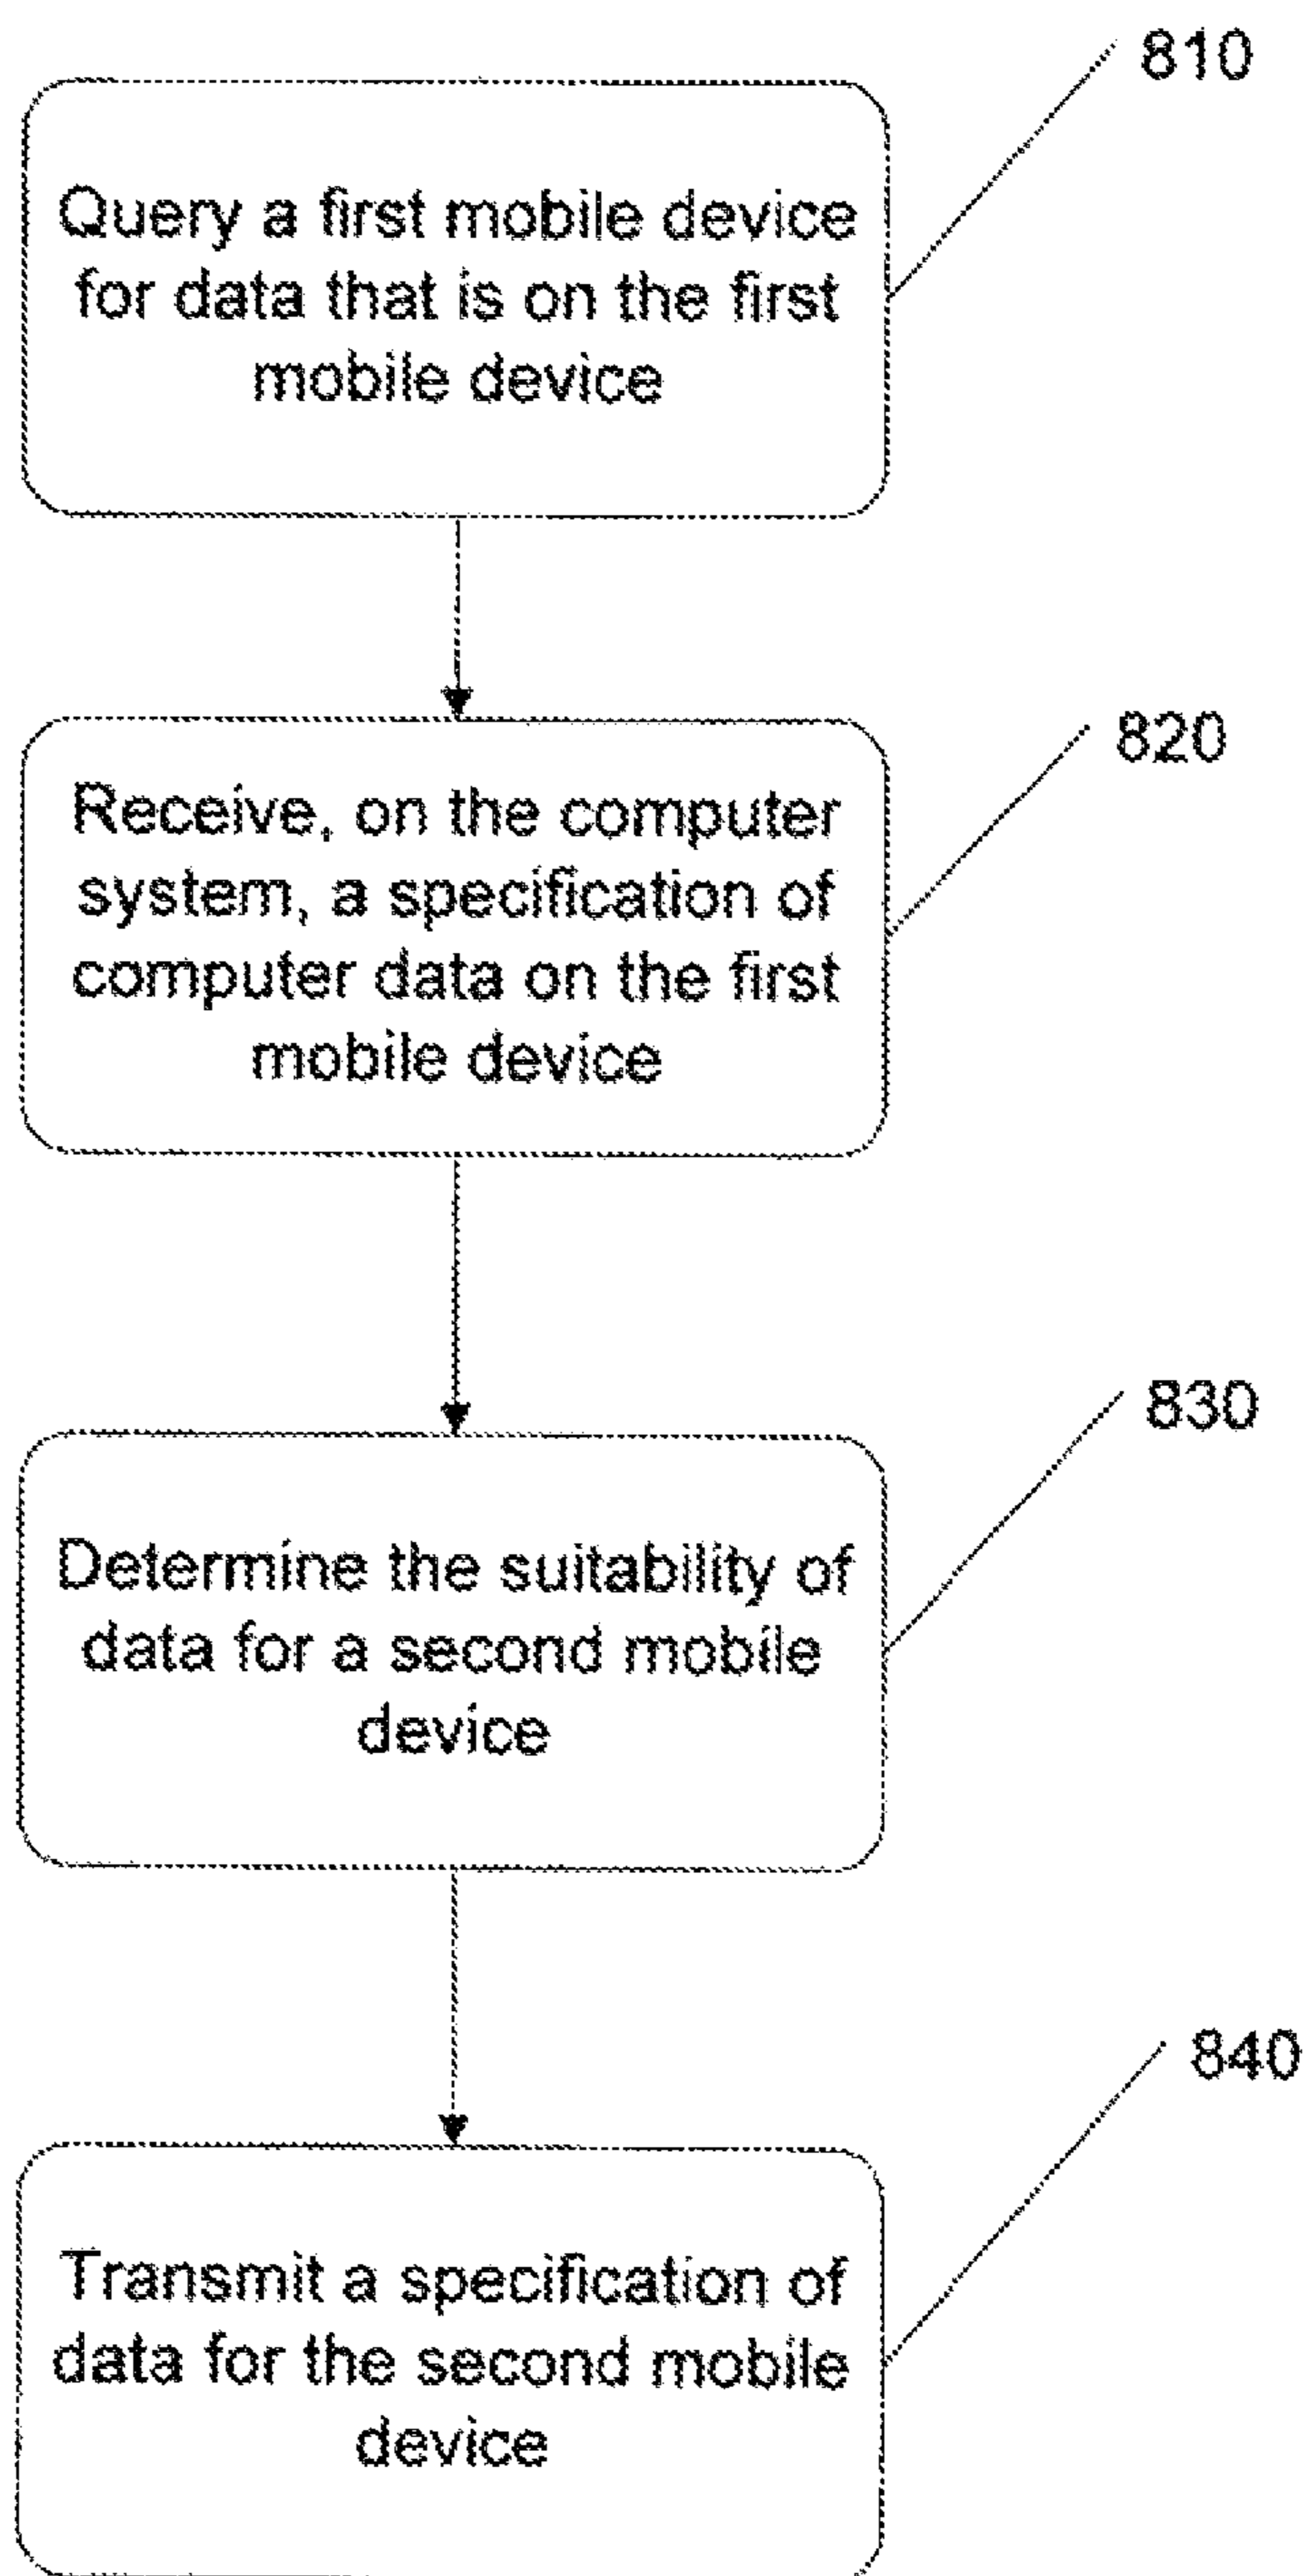 810
Query a first mobile device
for data that is on the first
mobile device
820
Receive, on the computer
system, a specification of
computer data on the first
mobile device
830
Determine the suitability of
data for a second mobile
device
840
Transmit a specification of
data for the second mobile
device